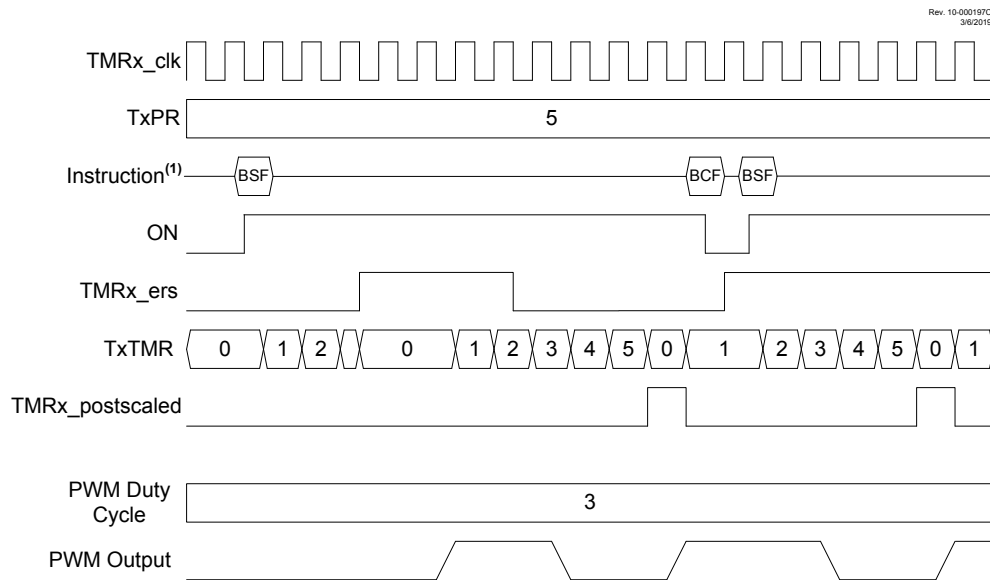 Rev. 10-000197C
3/6/2019
TMRx_clk
TxPR
5
Instruction(1)
BSF
BCF
BSF
ON
TMRx_ers
TxTMR
0 1 2 0 1 2 3 4 5 0 1 2 3 4 5 0 1
TMRx_postscaled
PWM Duty
Cycle
3
PWM Output